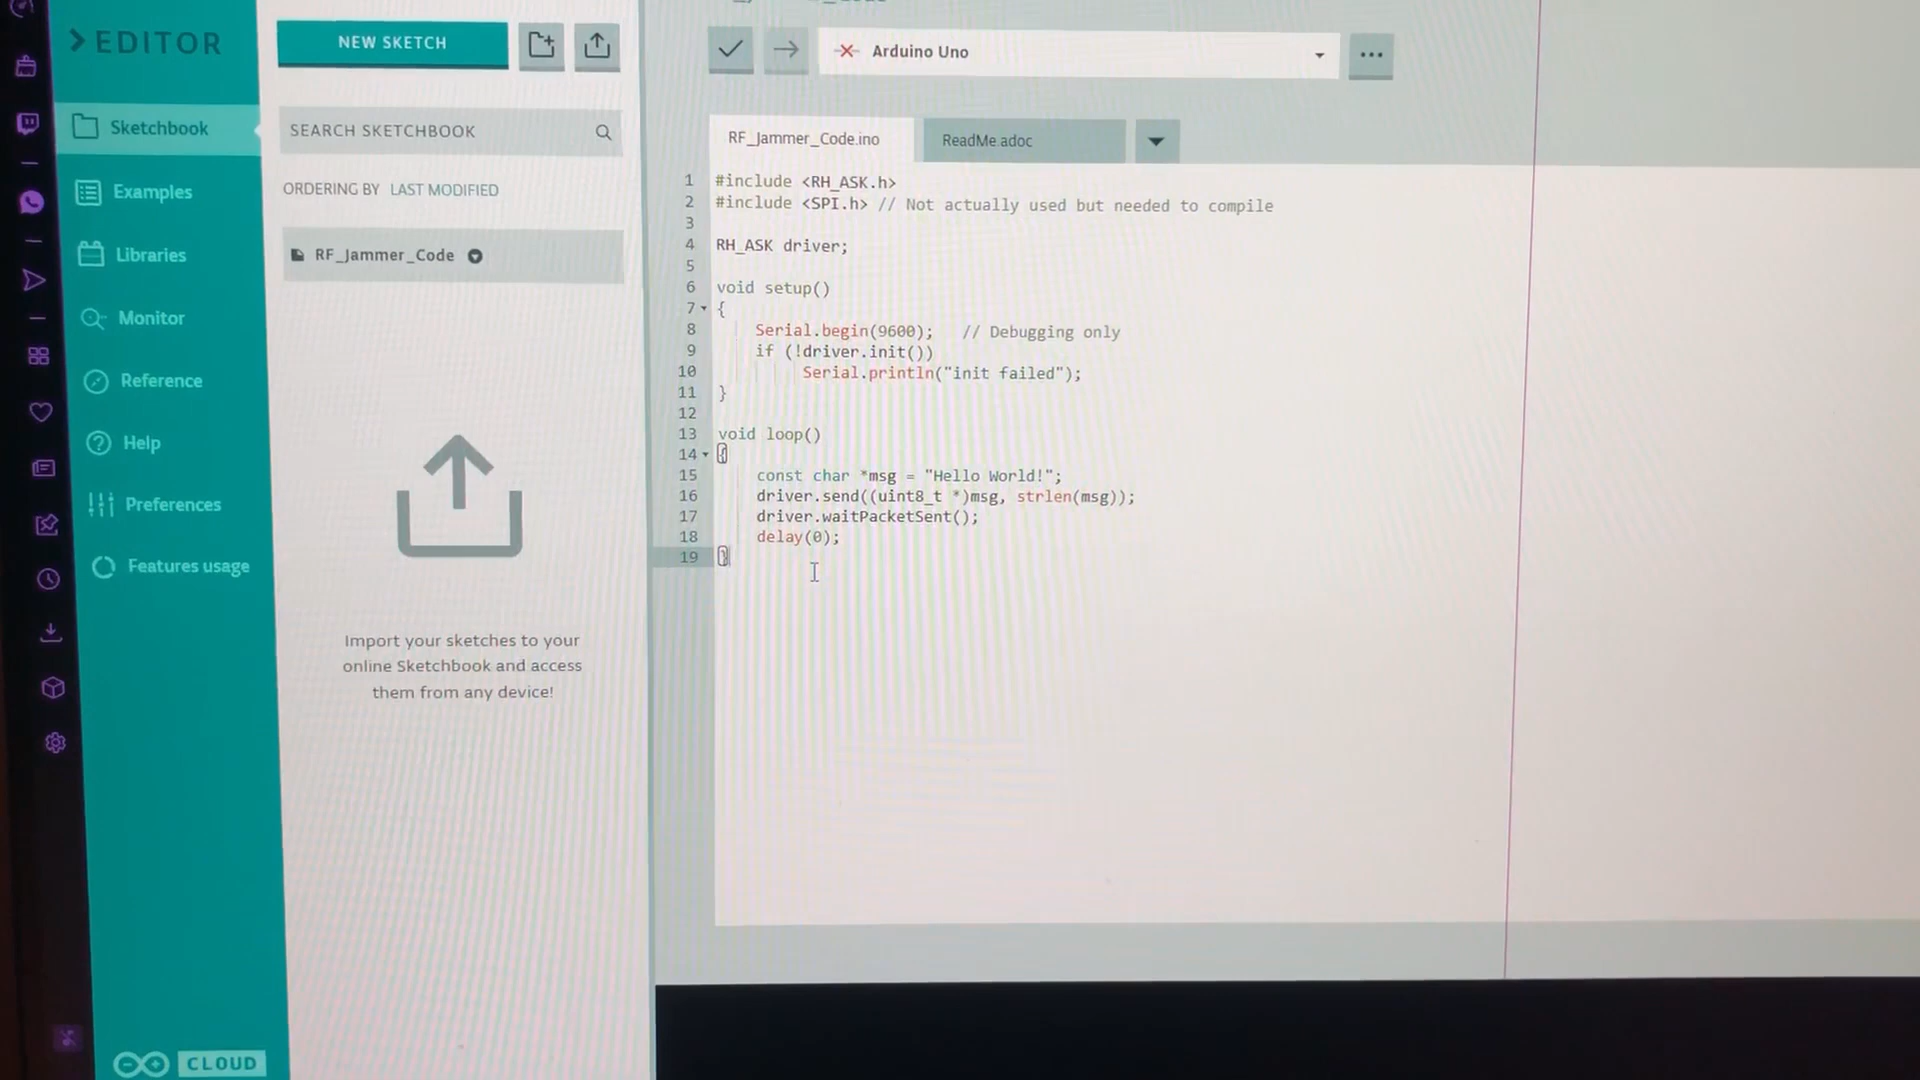 EDITOR
Sketchbook
Examples
Libraries
Monitor
Reference
Help
Preferences
Features usage
CLOUD
NEW SKETCH
SEARCH SKETCHBOOK
ORDERING BY LAST MODIFIED
RF_Jammer_Code
Import your sketches to your
online Sketchbook and access
them from any device!
Arduino Uno
RF_Jammer_Code.ino
ReadMe.adoc
1 #include <RH_ASK.h>
2 #include <SPI.h> // Not actually used but needed to compile
3
4 RH_ASK driver;
5
6 void setup()
7 {
8 Serial.begin(9600); // Debugging only
9 if (!driver.init())
10 Serial.println("init failed");
11 }
12
13 void loop()
14 {
15 const char *msg = "Hello World!";
16 driver.send((uint8_t *)msg, strlen(msg));
17 driver.waitPacketSent();
18 delay(0);
19 }